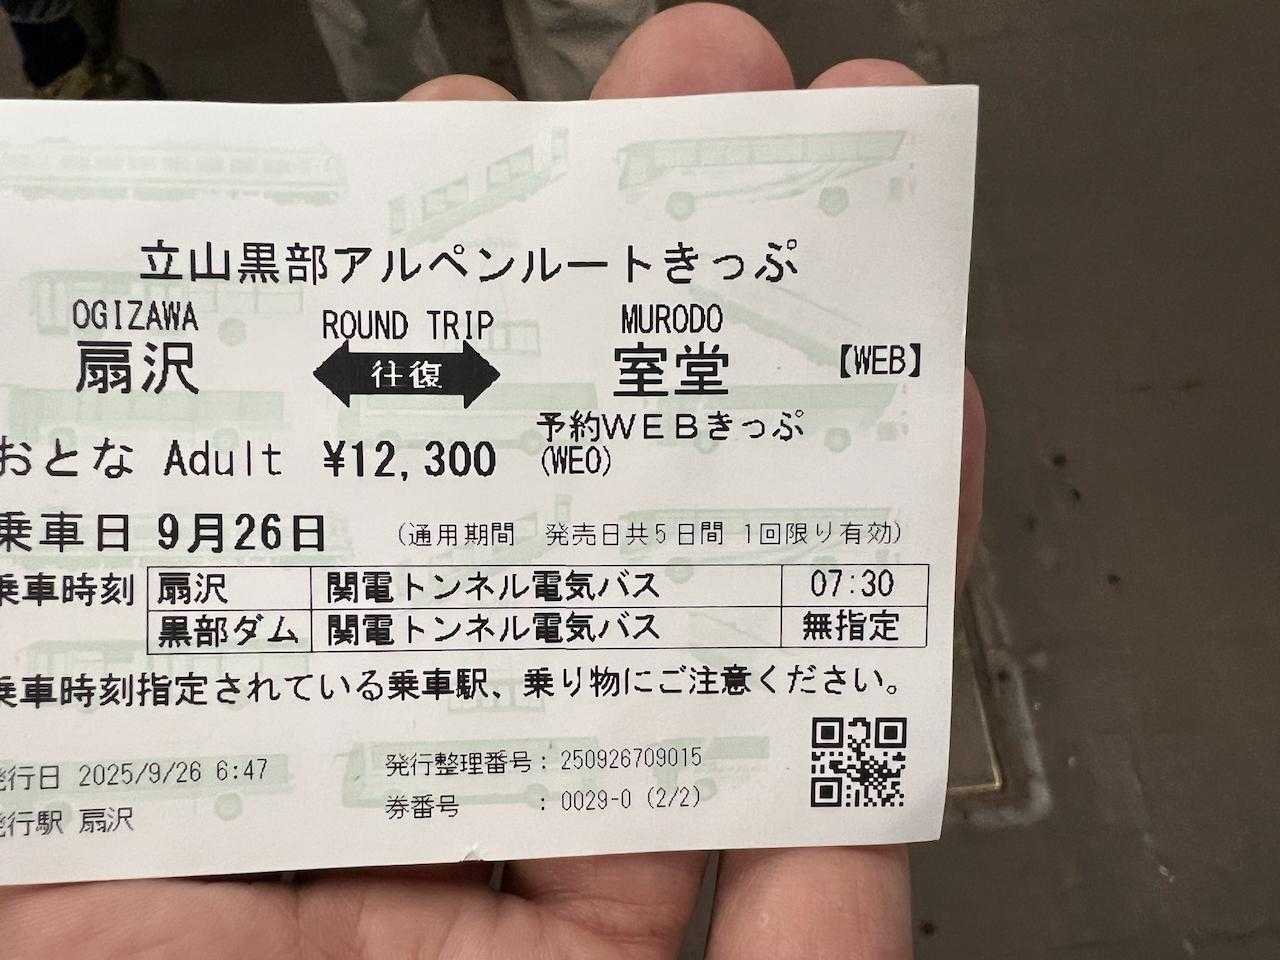 立山黒部アルペンルートきっぷ
OGIZAWA ROUND TRIP MURODO
扇沢 往復 室堂 【WEB】
予約WEBきっぷ
おとな Adult ¥12,300 (WEO)
乗車日 9月26日 (通用期間 発売日共5日間 1回限り有効)
乗車時刻 扇沢 関電トンネル電気バス 07:30
黒部ダム 関電トンネル電気バス 無指定
乗車時刻指定されている乗車駅、乗り物にご注意ください。
発行日 2025/9/26 6:47 発行整理番号: 250926709015
発行駅 扇沢 券番号 : 0029-0 (2/2)